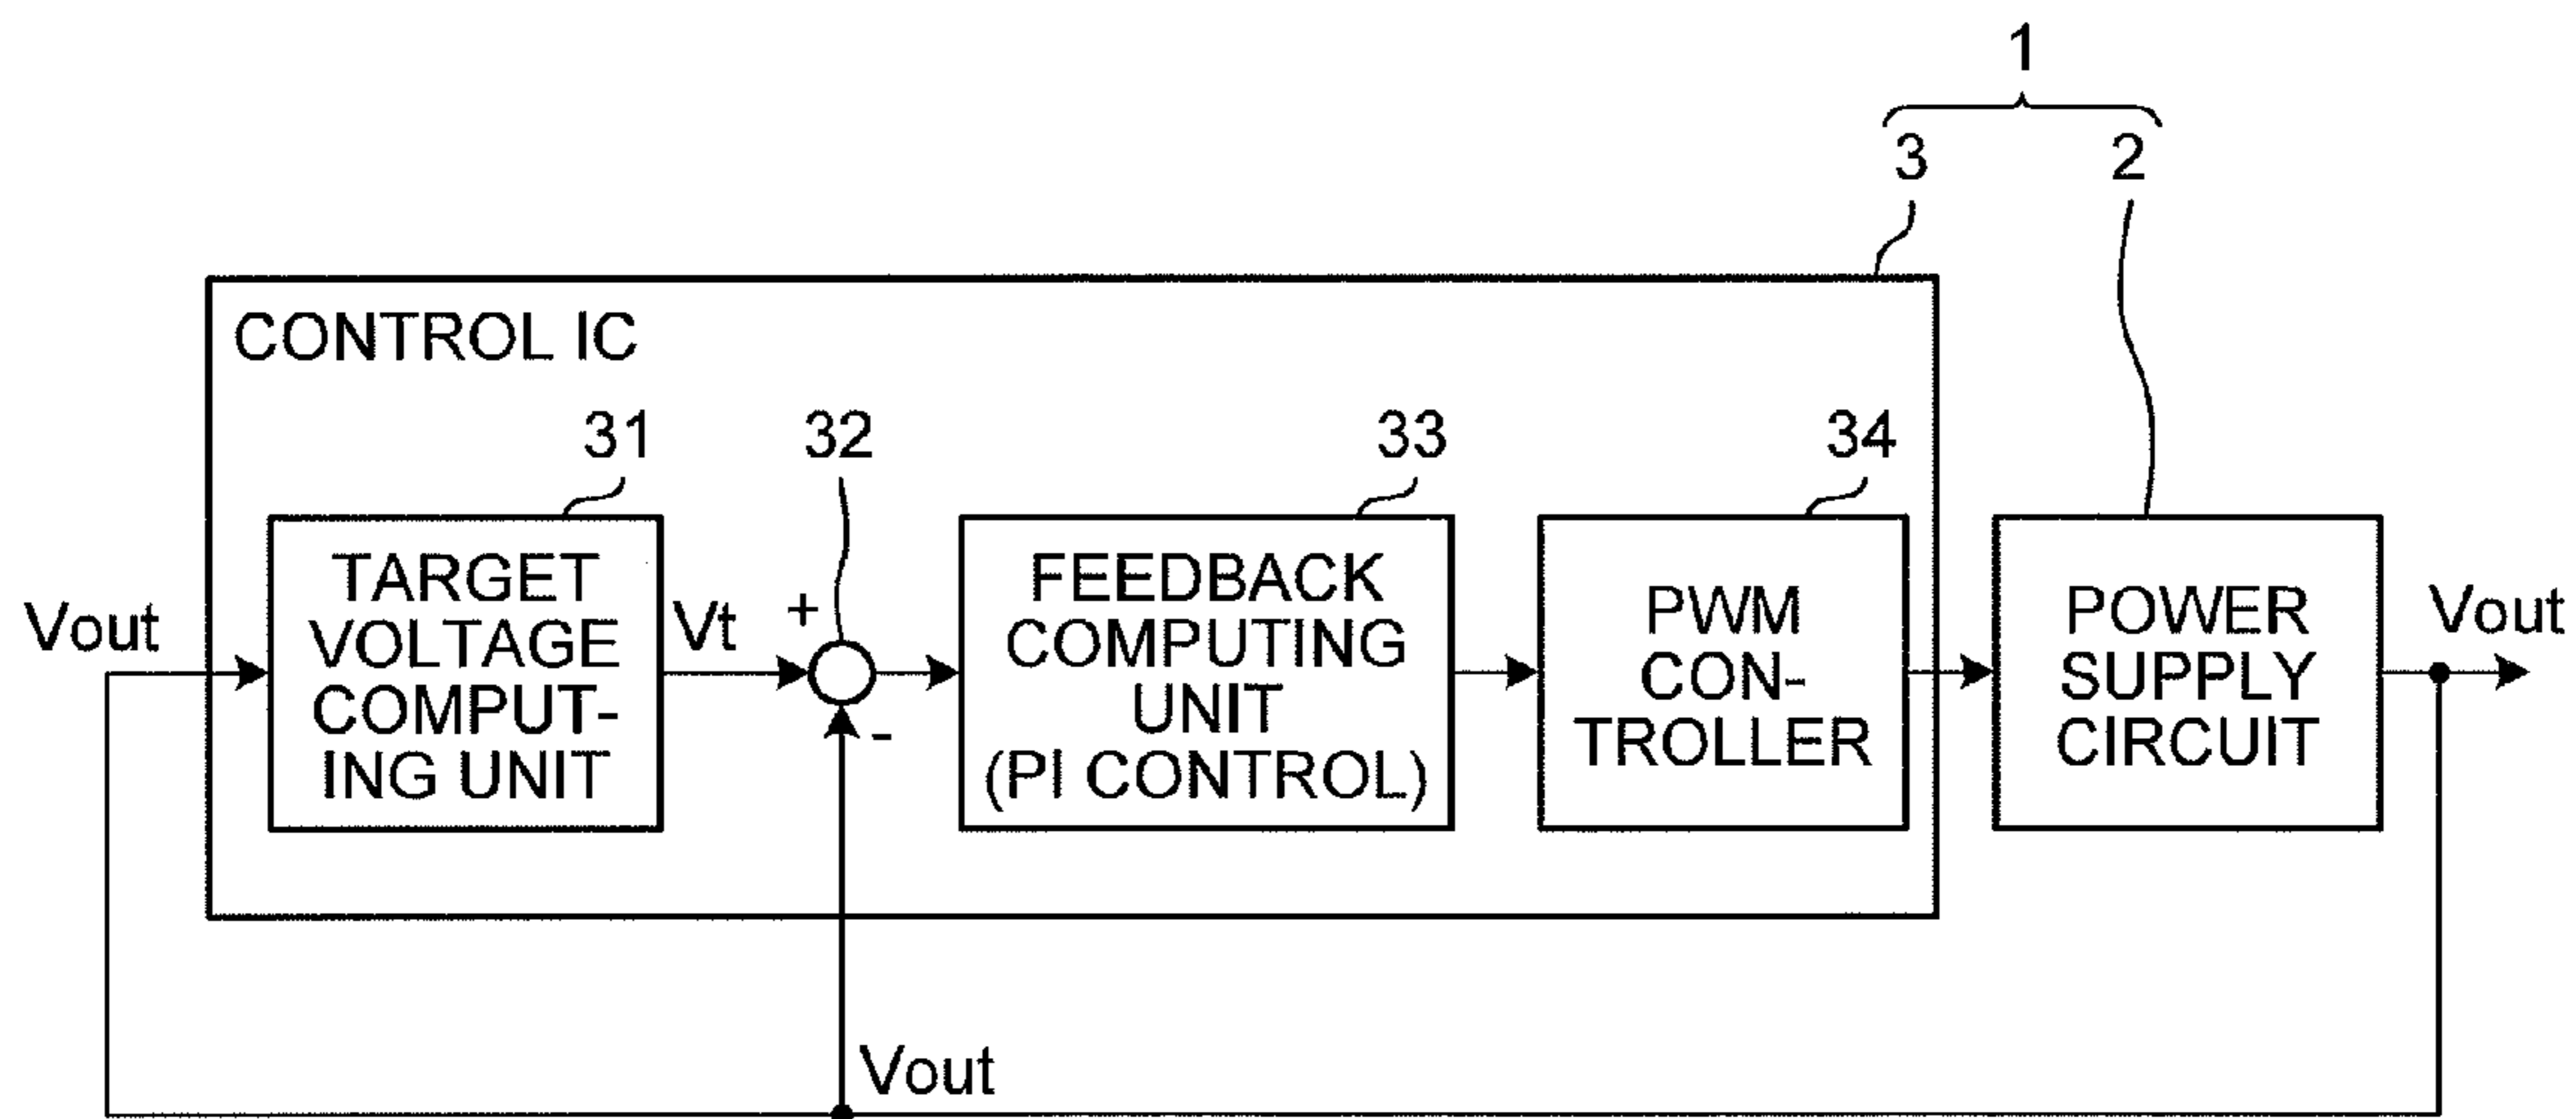 1
3 2
CONTROL IC
31 32 33 34
Vout
TARGET
VOLTAGE
COMPUT-
ING UNIT
Vt
+
-
FEEDBACK
COMPUTING
UNIT
(PI CONTROL)
PWM
CON-
TROLLER
POWER
SUPPLY
CIRCUIT
Vout
Vout